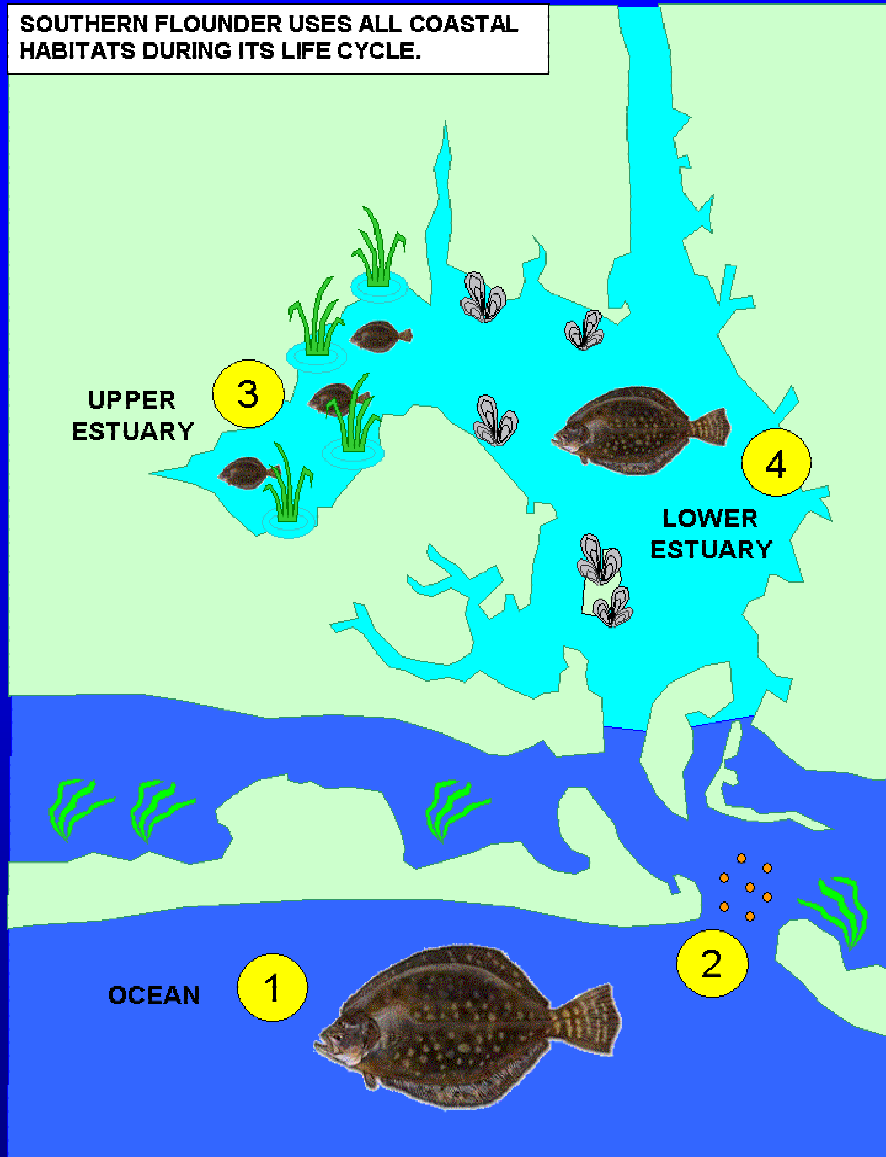 SOUTHERN FLOUNDER USES ALL COASTAL
HABITATS DURING ITS LIFE CYCLE.
3
UPPER
ESTUARY
4
LOWER
ESTUARY
2
OCEAN
1